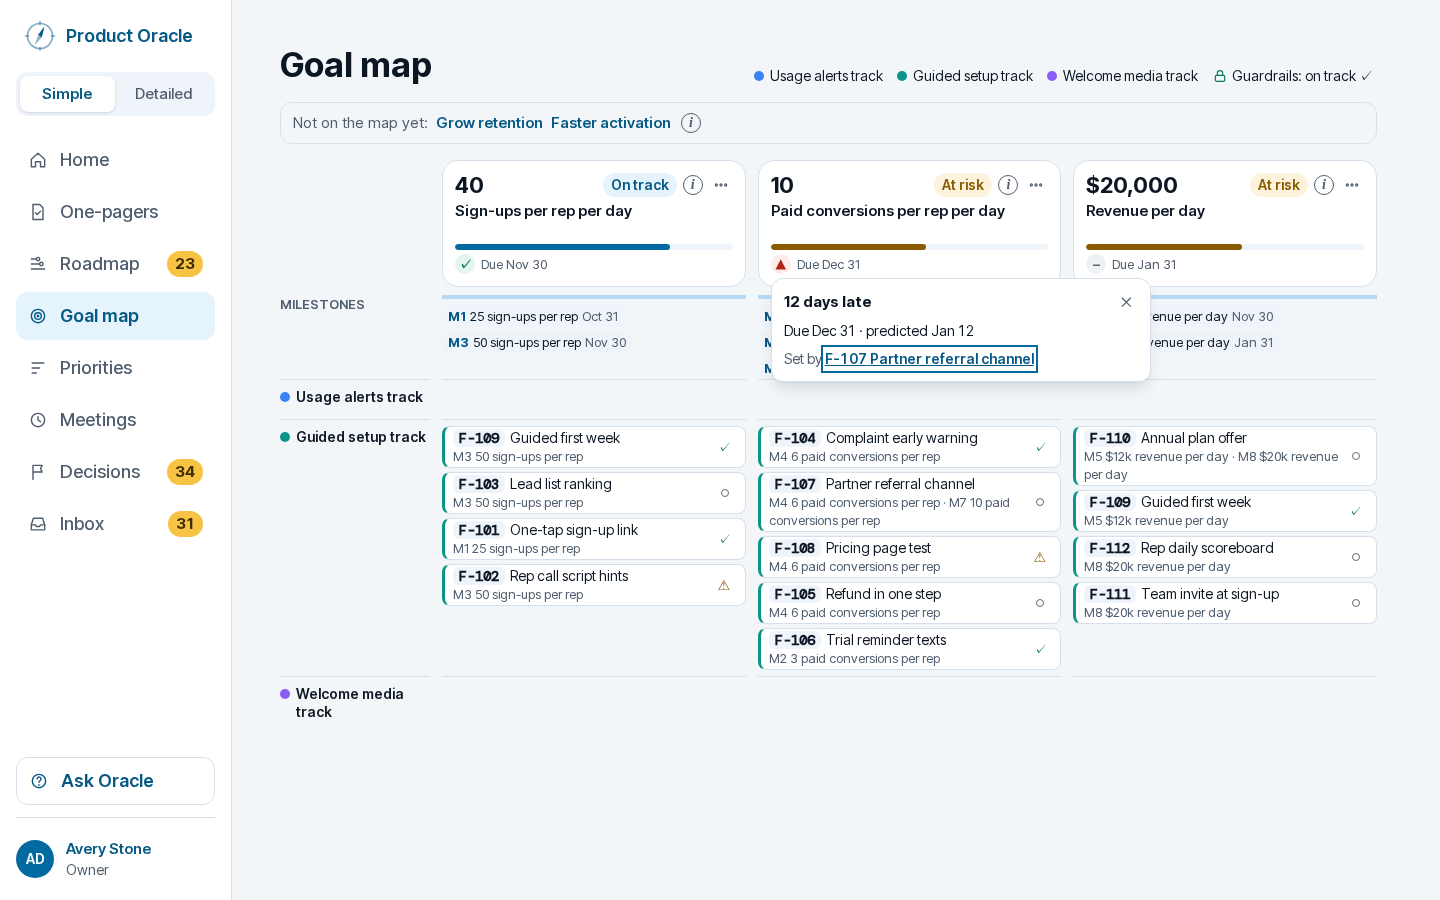 Product Oracle
Simple
Detailed
Home
One-pagers
Roadmap
23
Goal map
Priorities
Meetings
Decisions
34
Inbox
31
Ask Oracle
AD
Avery Stone
Owner
Goal map
Usage alerts track
Guided setup track
Welcome media track
Guardrails: on track ✓
Not on the map yet: Grow retention Faster activation i
40
On track
i
Sign-ups per rep per day
✓ Due Nov 30
10
At risk
i
Paid conversions per rep per day
Due Dec 31
$20,000
At risk
i
Revenue per day
– Due Jan 31
12 days late
Due Dec 31 · predicted Jan 12
Set by F-107 Partner referral channel
MILESTONES
M1 25 sign-ups per rep Oct 31
M3 50 sign-ups per rep Nov 30
per day Nov 30
per day Jan 31
Usage alerts track
Guided setup track
F-109 Guided first week
M3 50 sign-ups per rep
✓
F-103 Lead list ranking
M3 50 sign-ups per rep
F-101 One-tap sign-up link
M1 25 sign-ups per rep
✓
F-102 Rep call script hints
M3 50 sign-ups per rep
⚠
F-104 Complaint early warning
M4 6 paid conversions per rep
✓
F-107 Partner referral channel
M4 6 paid conversions per rep · M7 10 paid
conversions per rep
F-108 Pricing page test
M4 6 paid conversions per rep
⚠
F-105 Refund in one step
M4 6 paid conversions per rep
F-106 Trial reminder texts
M2 3 paid conversions per rep
✓
F-110 Annual plan offer
M5 $12k revenue per day · M8 $20k revenue
per day
F-109 Guided first week
M5 $12k revenue per day
✓
F-112 Rep daily scoreboard
M8 $20k revenue per day
F-111 Team invite at sign-up
M8 $20k revenue per day
Welcome media
track